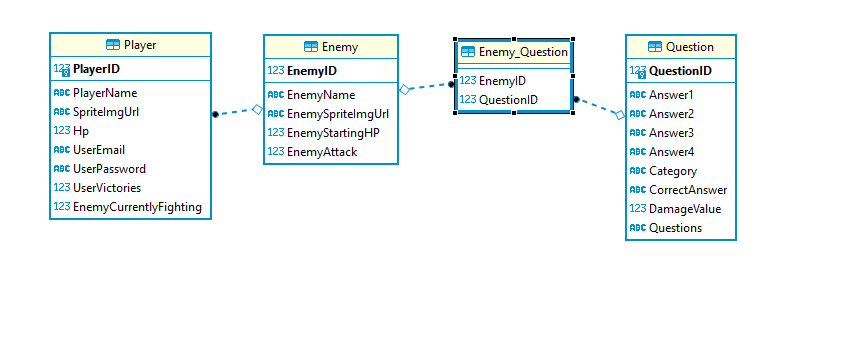 Player
123 PlayerID
ABC PlayerName
ABC SpriteImgUrl
123 Hp
ABC UserEmail
ABC UserPassword
123 UserVictories
123 EnemyCurrentlyFighting
Enemy
123 EnemyID
ABC EnemyName
ABC EnemySpriteImgUrl
123 EnemyStartingHP
123 EnemyAttack
Enemy_Question
123 EnemyID
123 QuestionID
Question
123 QuestionID
ABC Answer1
ABC Answer2
ABC Answer3
ABC Answer4
ABC Category
ABC CorrectAnswer
123 DamageValue
ABC Questions